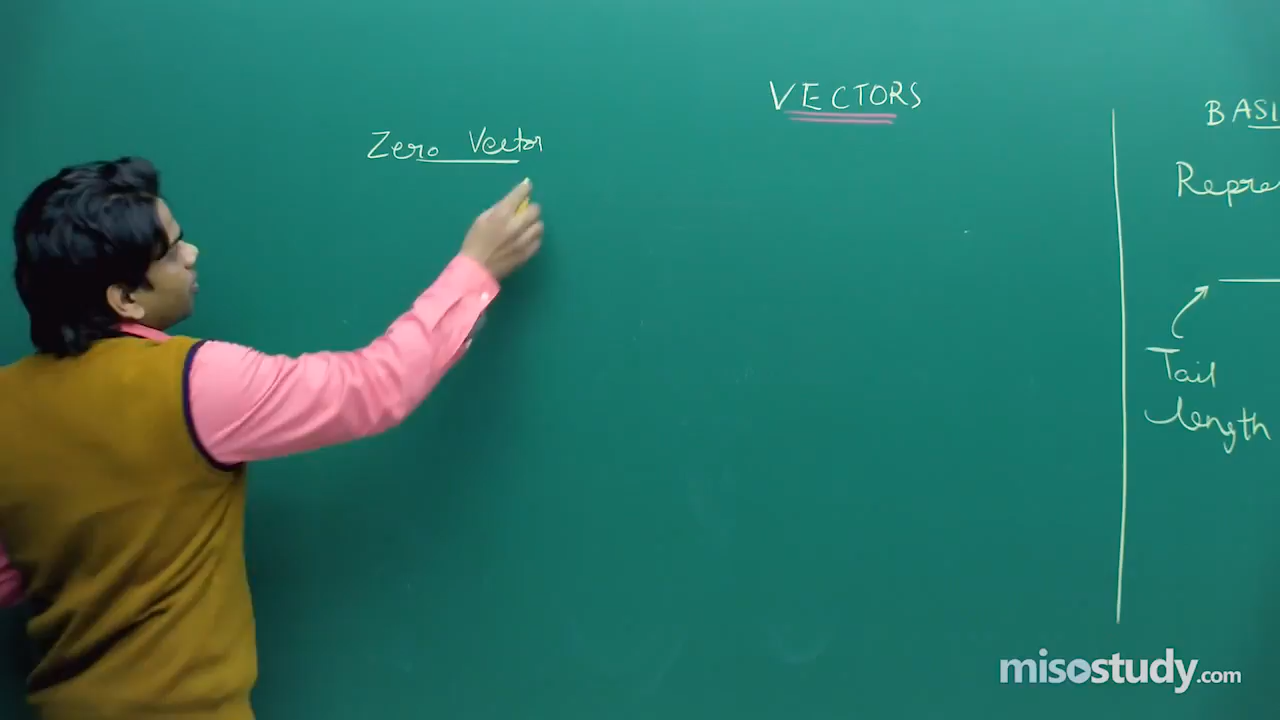 VECTORS
Zero Vector
BASI
Repre
Tail
length
misostudy.com